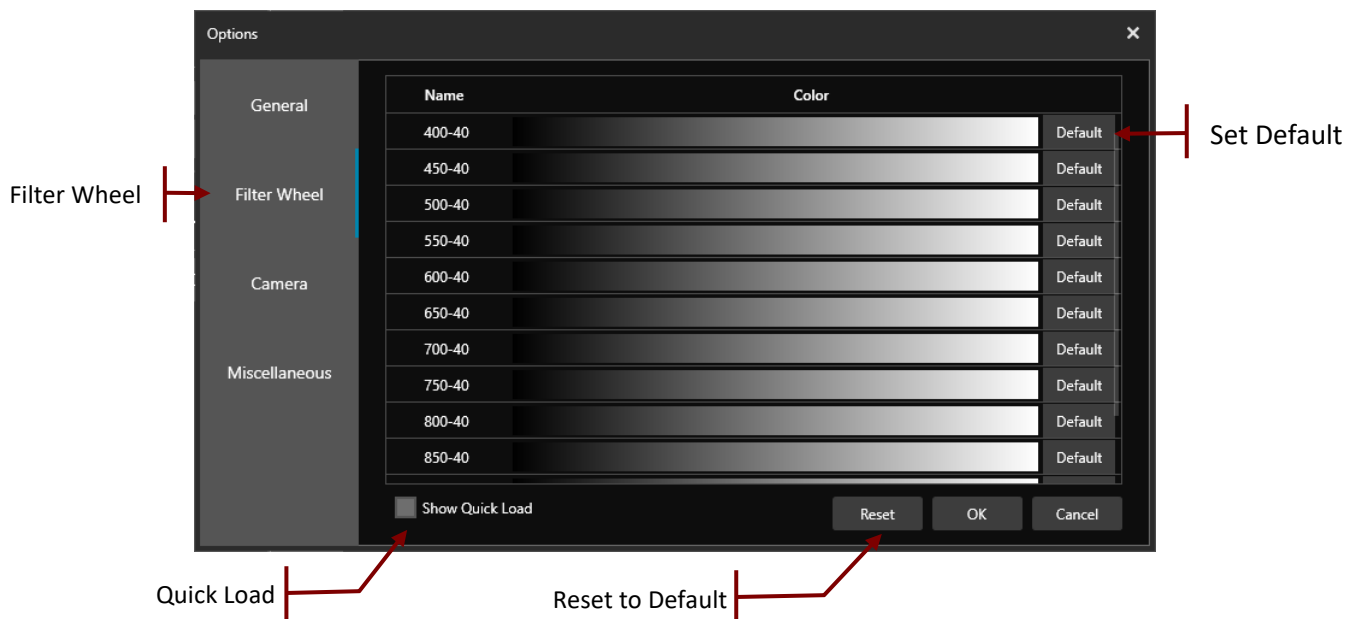 Options
General
Filter Wheel
Camera
Miscellaneous
Name Color
400-40 Default
450-40 Default
500-40 Default
550-40 Default
600-40 Default
650-40 Default
700-40 Default
750-40 Default
800-40 Default
850-40 Default
Show Quick Load Reset OK Cancel
Filter Wheel
Set Default
Quick Load
Reset to Default